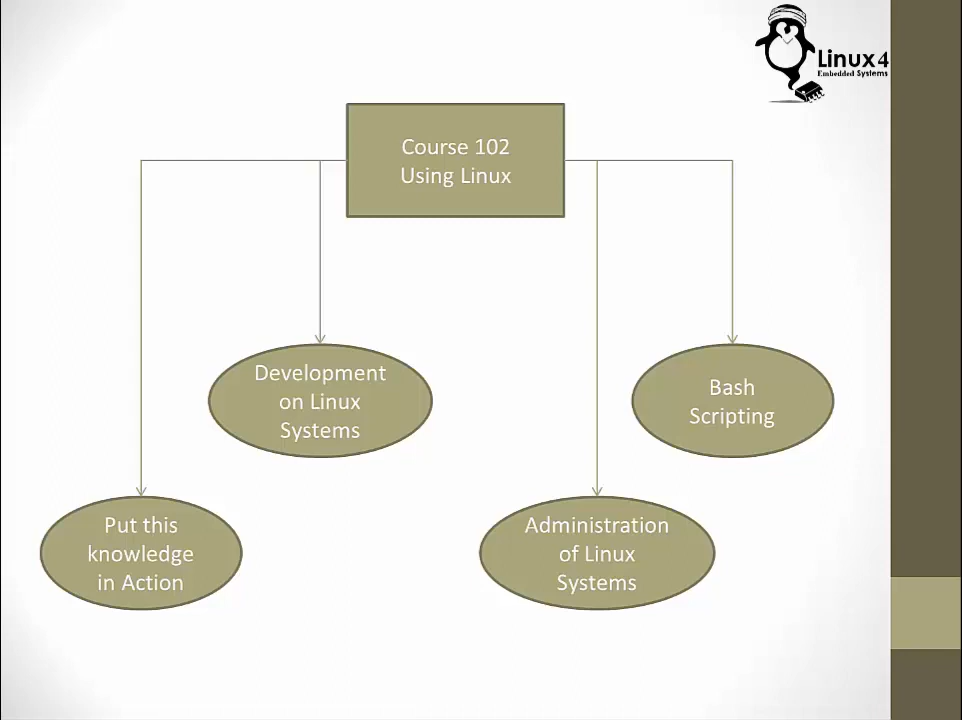 Linux 4
Embedded Systems
Course 102
Using Linux
Development
on Linux
Systems
Bash
Scripting
Put this
knowledge
in Action
Administration
of Linux
Systems